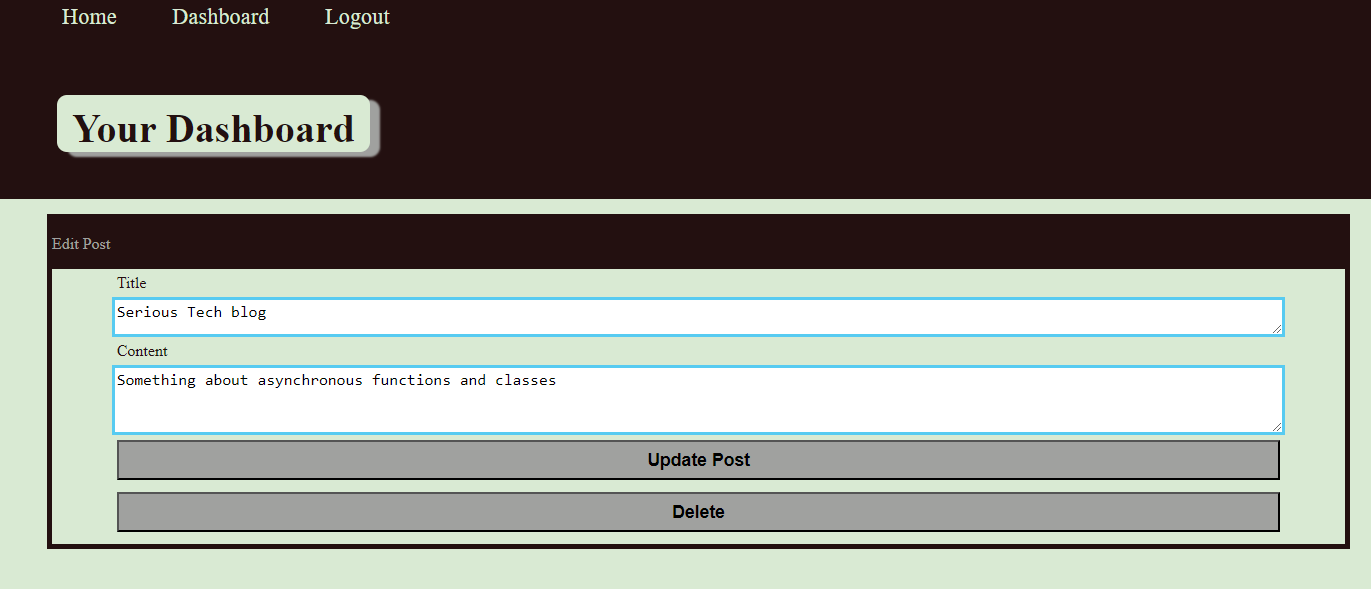 Home Dashboard Logout
Your Dashboard
Edit Post
Title
Serious Tech blog
Content
Something about asynchronous functions and classes
Update Post
Delete